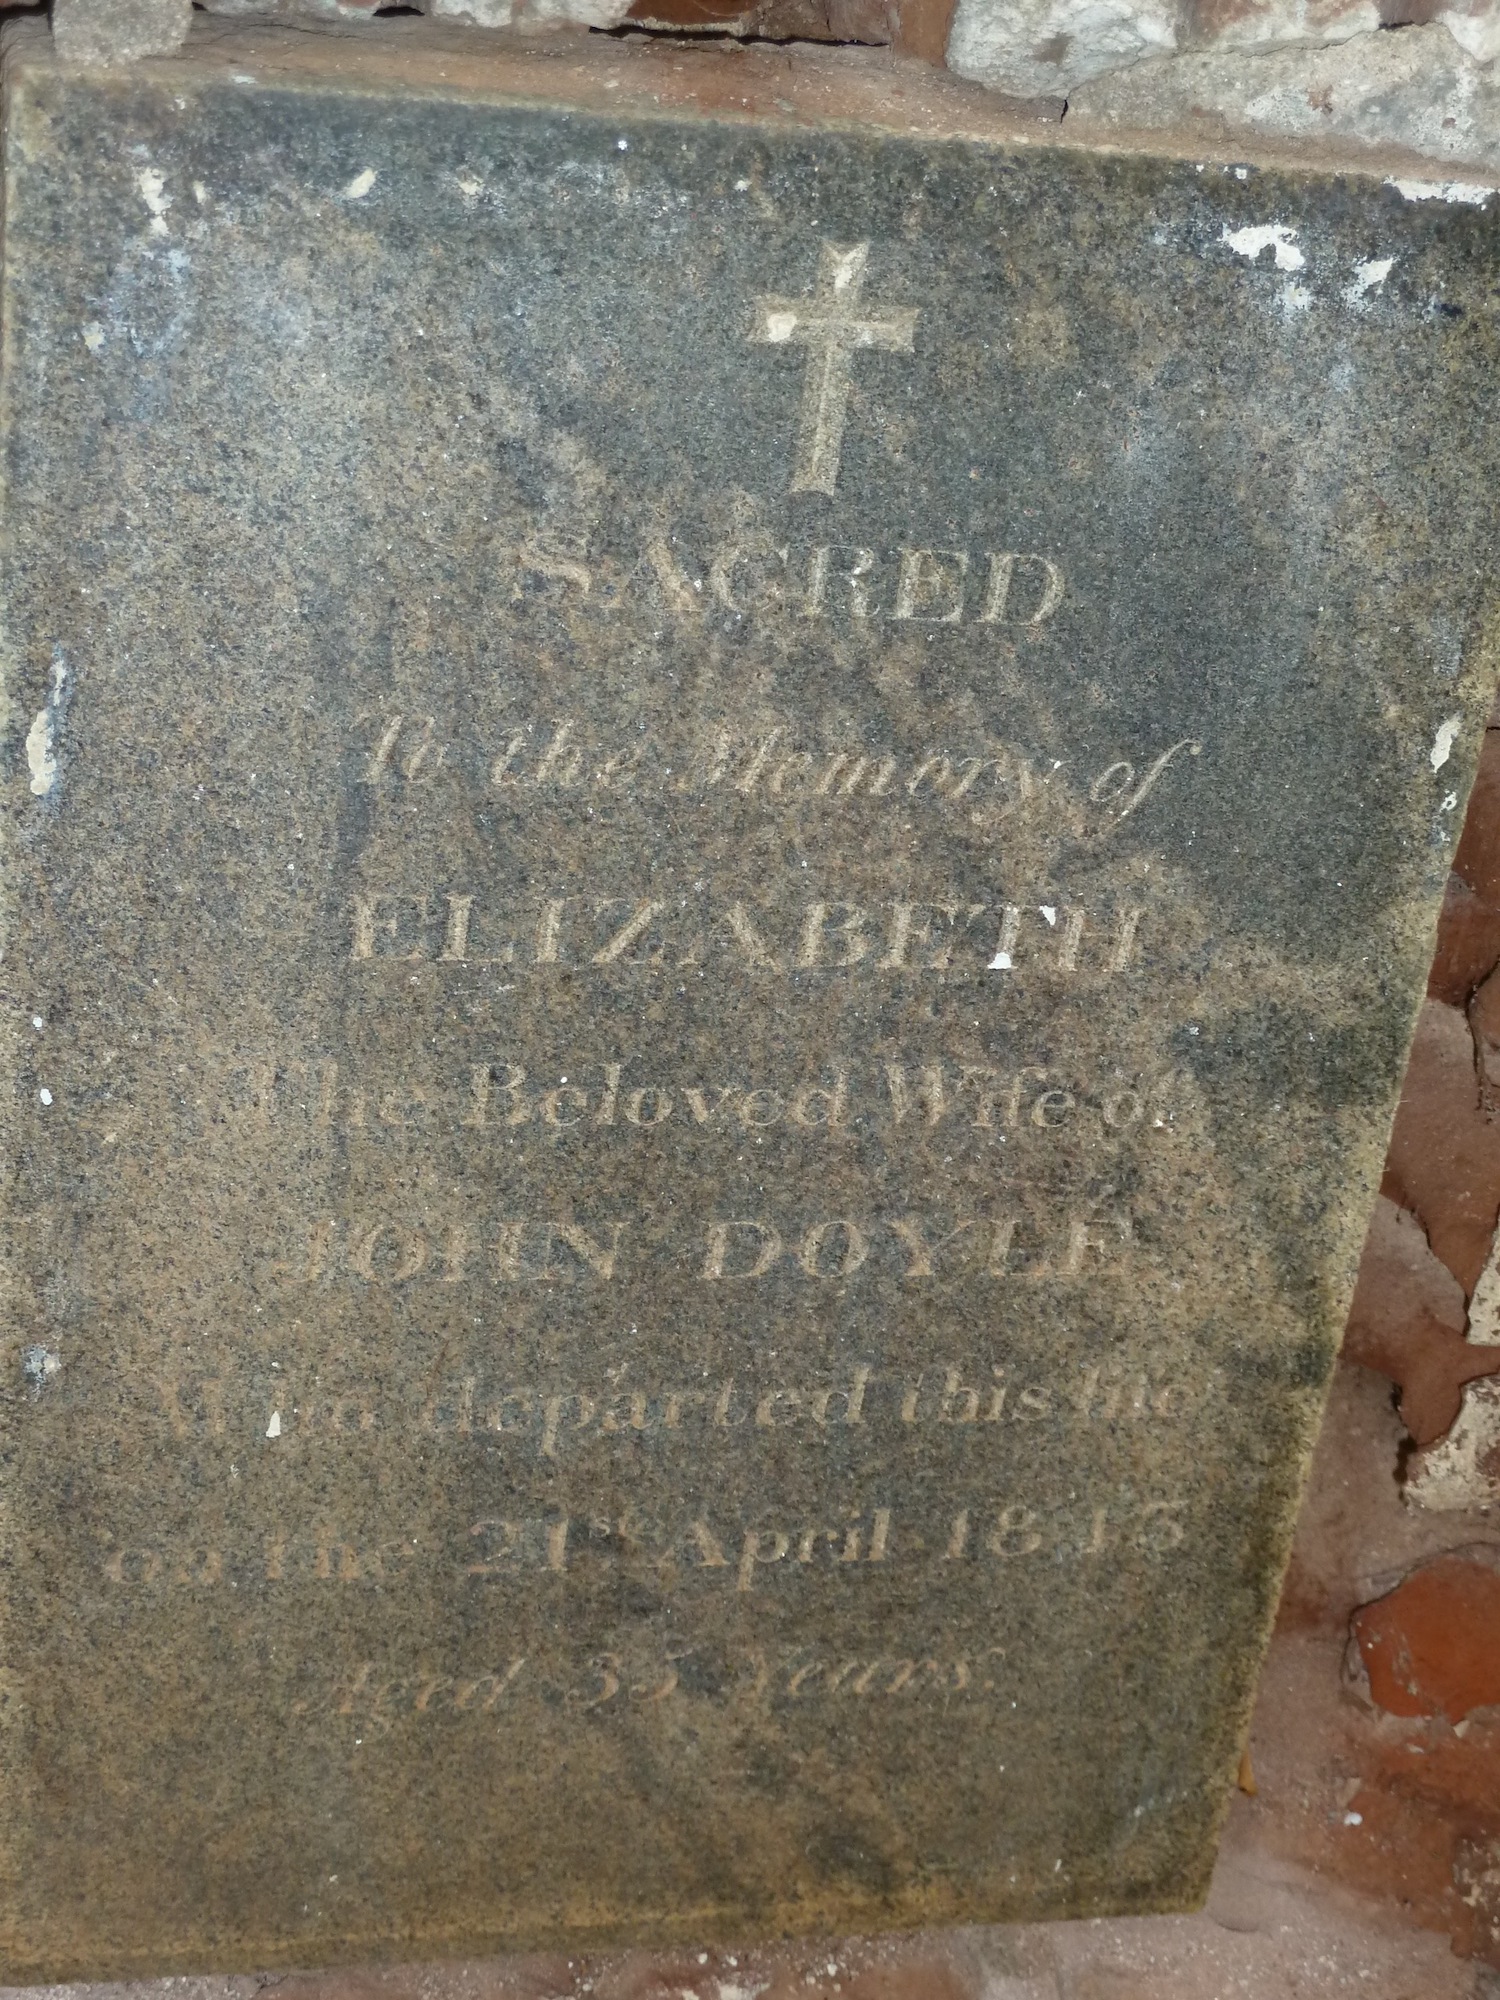 SACRED
To the Memory of
ELIZABETH
The Beloved Wife of
JOHN DOYLE
Who departed this life
on the 21st April 1843
Aged 35 Years.